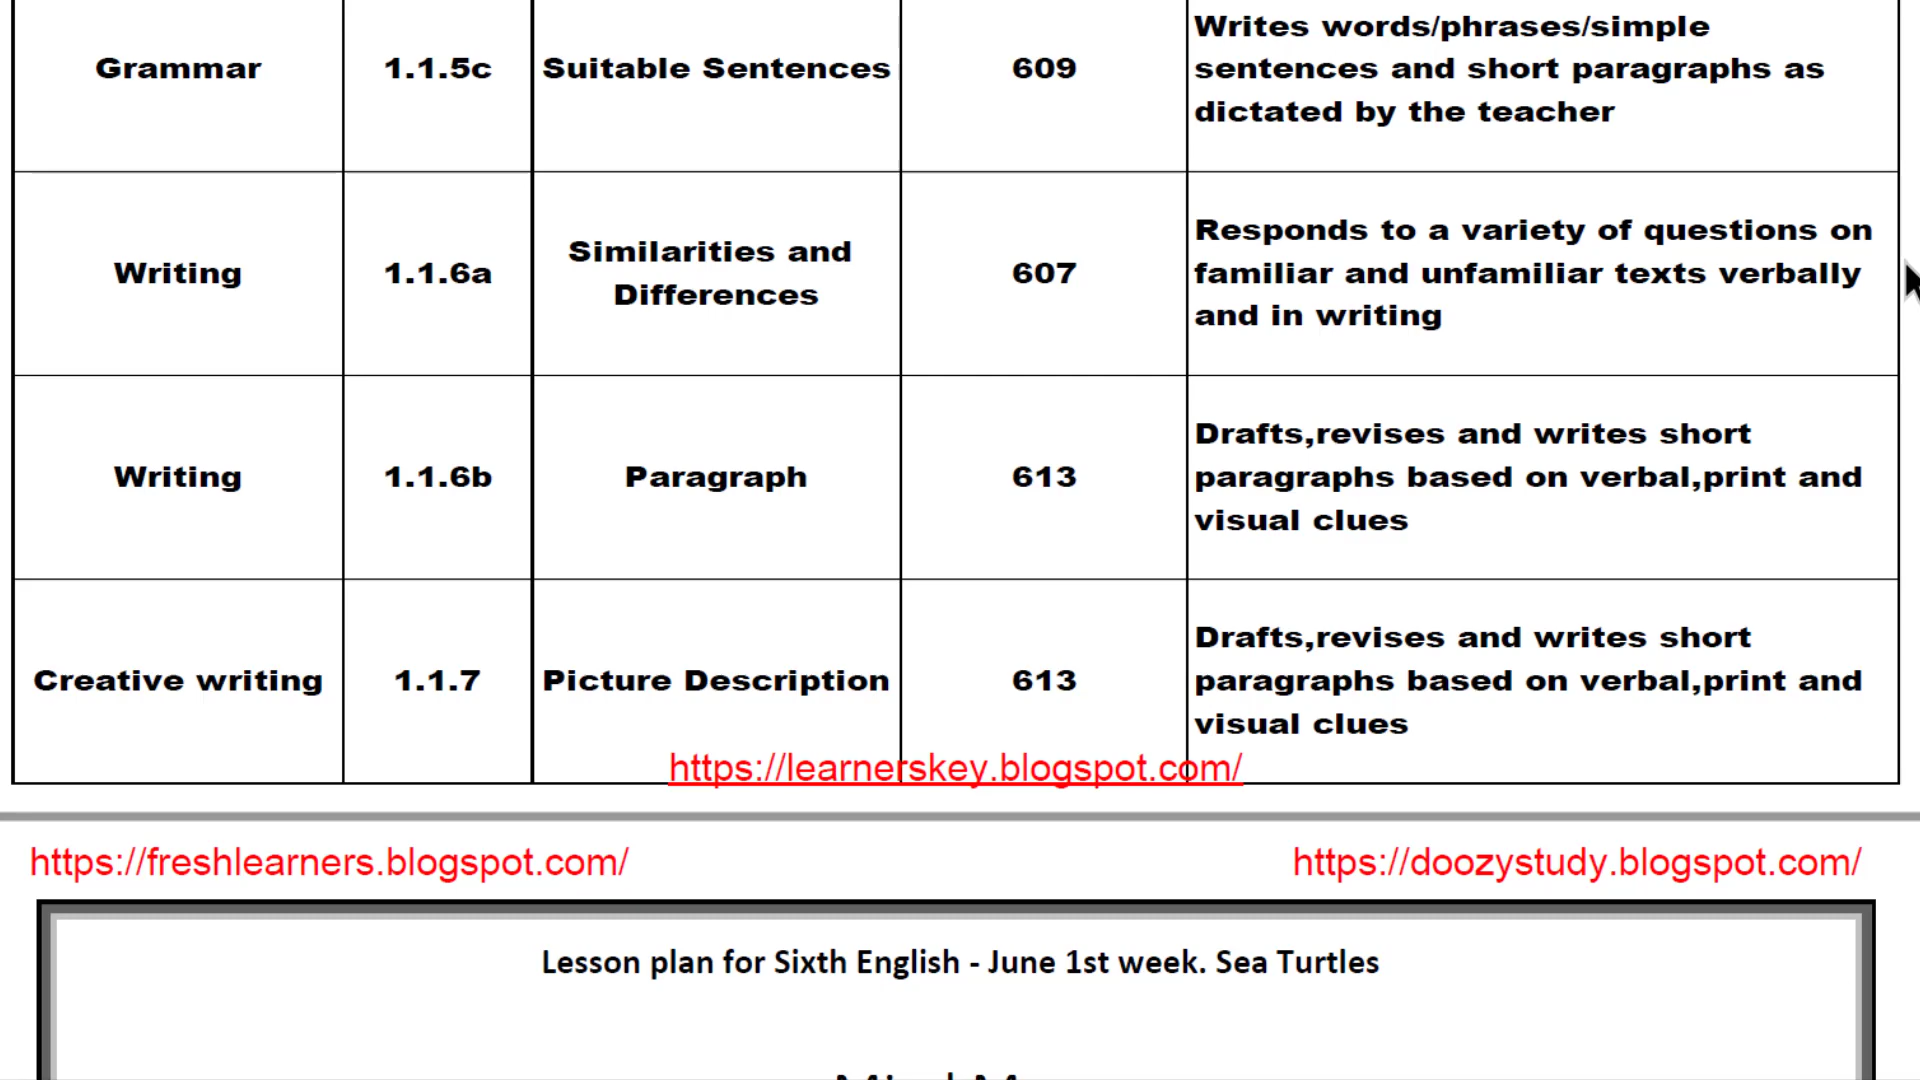 Writes words/phrases/simple
Grammar 1.1.5c Suitable Sentences 609 sentences and short paragraphs as
dictated by the teacher
Responds to a variety of questions on
Similarities and
Writing 1.1.6a 607 familiar and unfamiliar texts verbally
Differences
and in writing
Drafts,revises and writes short
Writing 1.1.6b Paragraph 613 paragraphs based on verbal,print and
visual clues
Drafts,revises and writes short
Creative writing 1.1.7 Picture Description 613 paragraphs based on verbal,print and
visual clues
https://learnerskey.blogspot.com/
https://freshlearners.blogspot.com/ https://doozystudy.blogspot.com/
Lesson plan for Sixth English - June 1st week. Sea Turtles